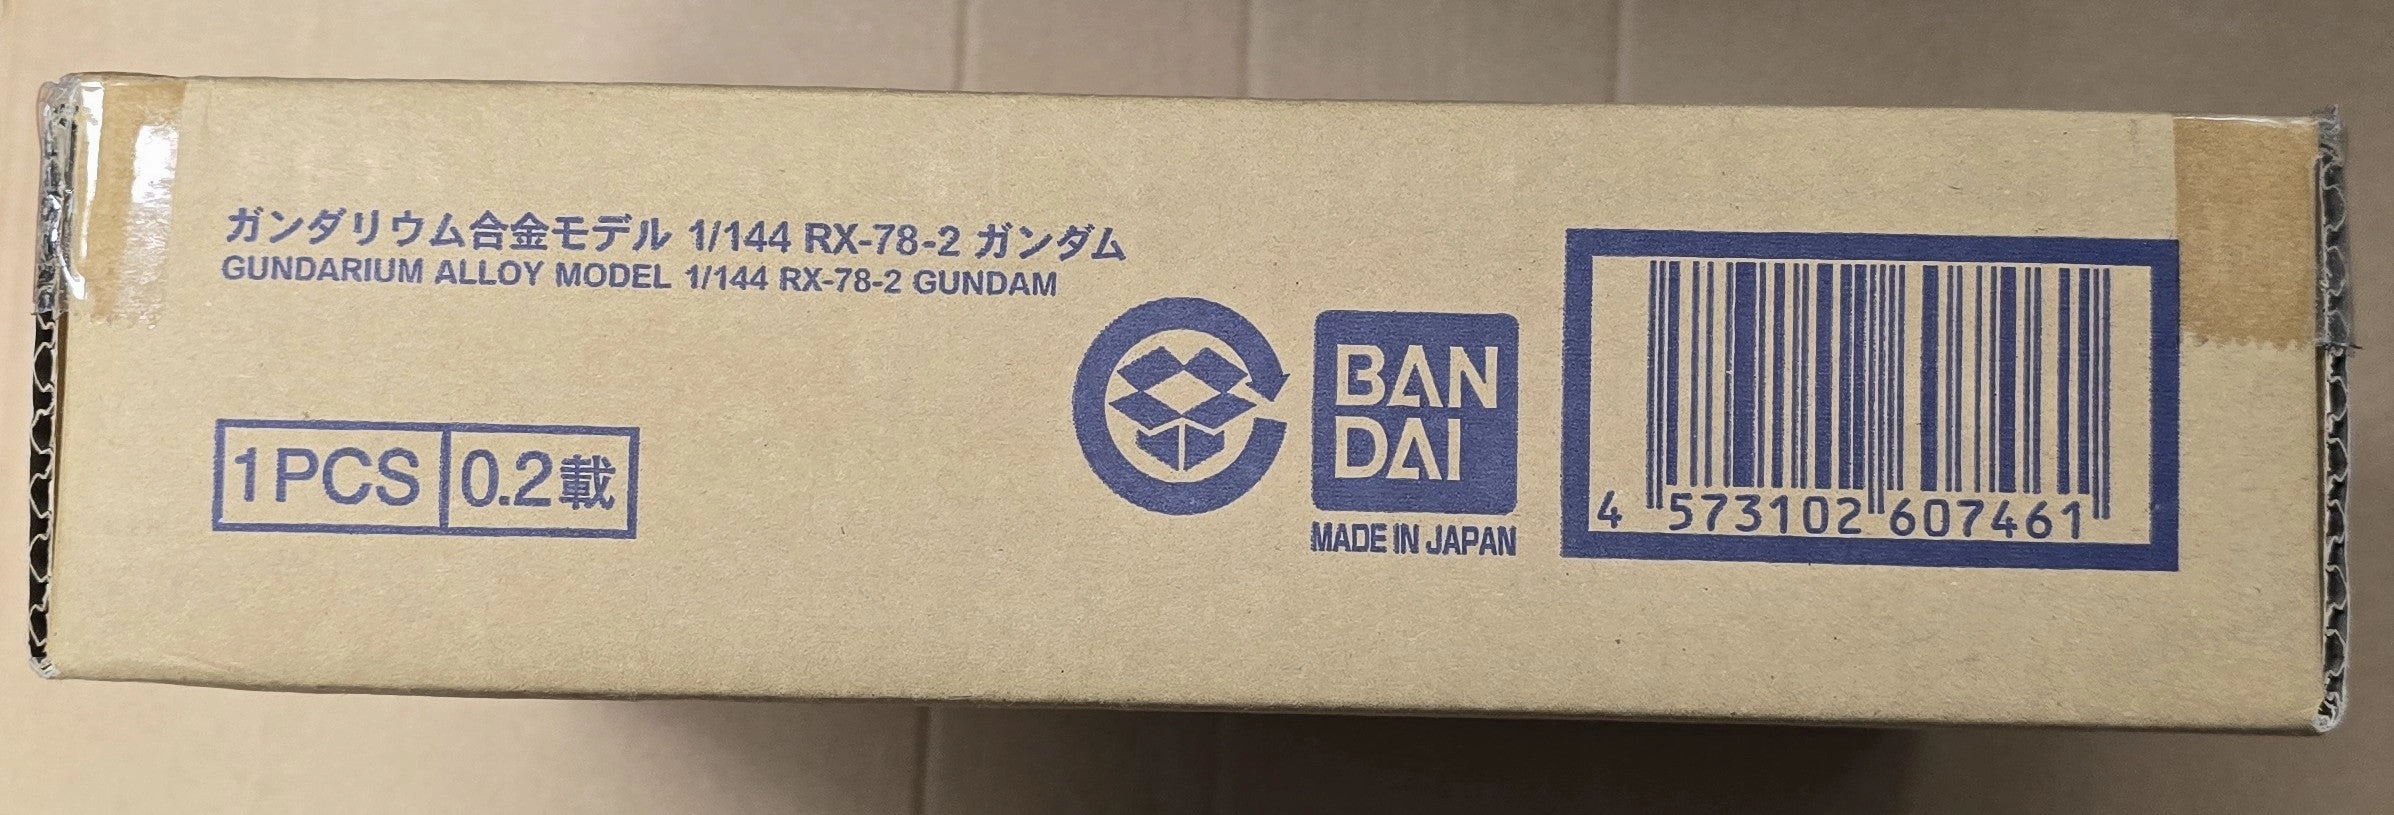 ガンダリウム合金モデル 1/144 RX-78-2 ガンダム
GUNDARIUM ALLOY MODEL 1/144 RX-78-2 GUNDAM
1PCS 0.2載
BAN
DAI
MADE IN JAPAN
4 573102 607461